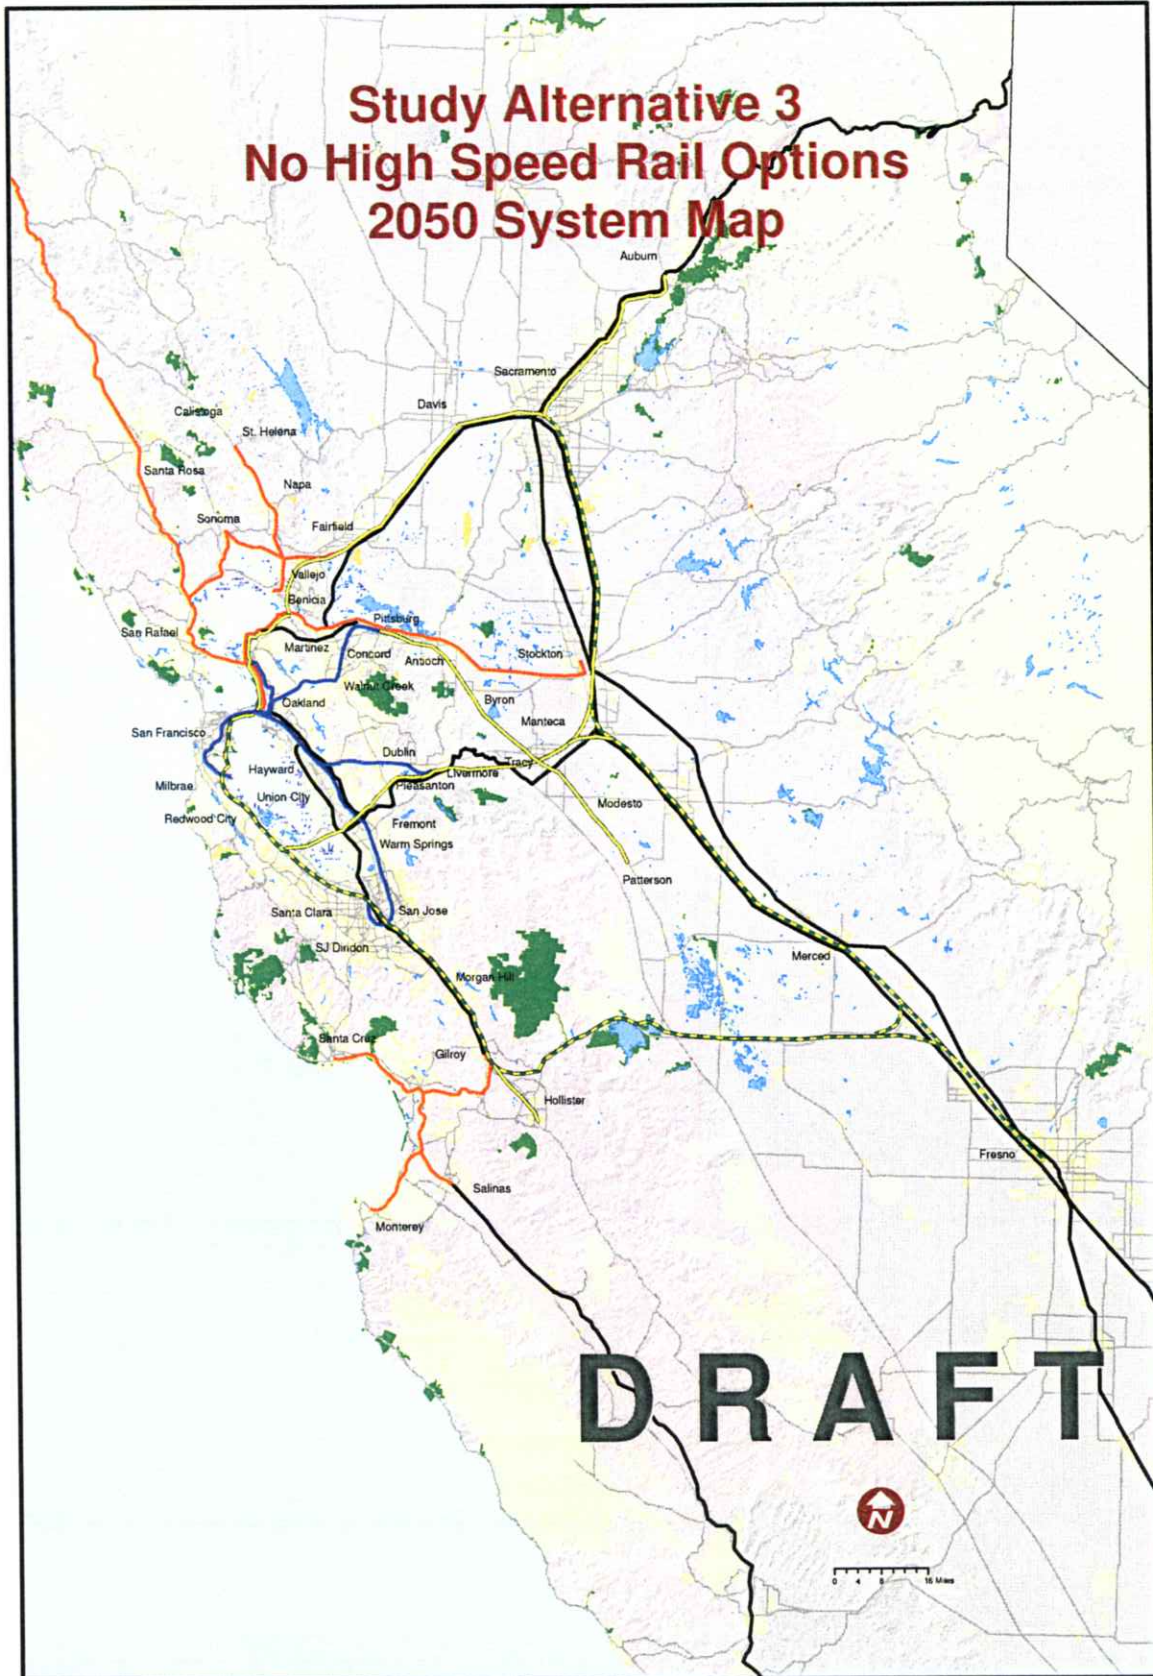 Study Alternative 3
No High Speed Rail Options
2050 System Map
Auburn
Sacramento
Davis
Calistoga
St. Helena
Santa Rosa
Napa
Sonoma
Fairfield
Vallejo
Benicia
Pittsburg
San Rafael
Martinez
Concord
Antioch
Stockton
Walnut Creek
Oakland
Byron
Manteca
San Francisco
Dublin
Tracy
Hayward
Livermore
Pleasanton
Milbrae
Union City
Modesto
Redwood City
Fremont
Warm Springs
Patterson
Santa Clara
San Jose
SJ Diridon
Merced
Morgan Hill
Santa Cruz
Gilroy
Hollister
Fresno
Salinas
Monterey
DRAFT
N
0 4 8 16 Miles